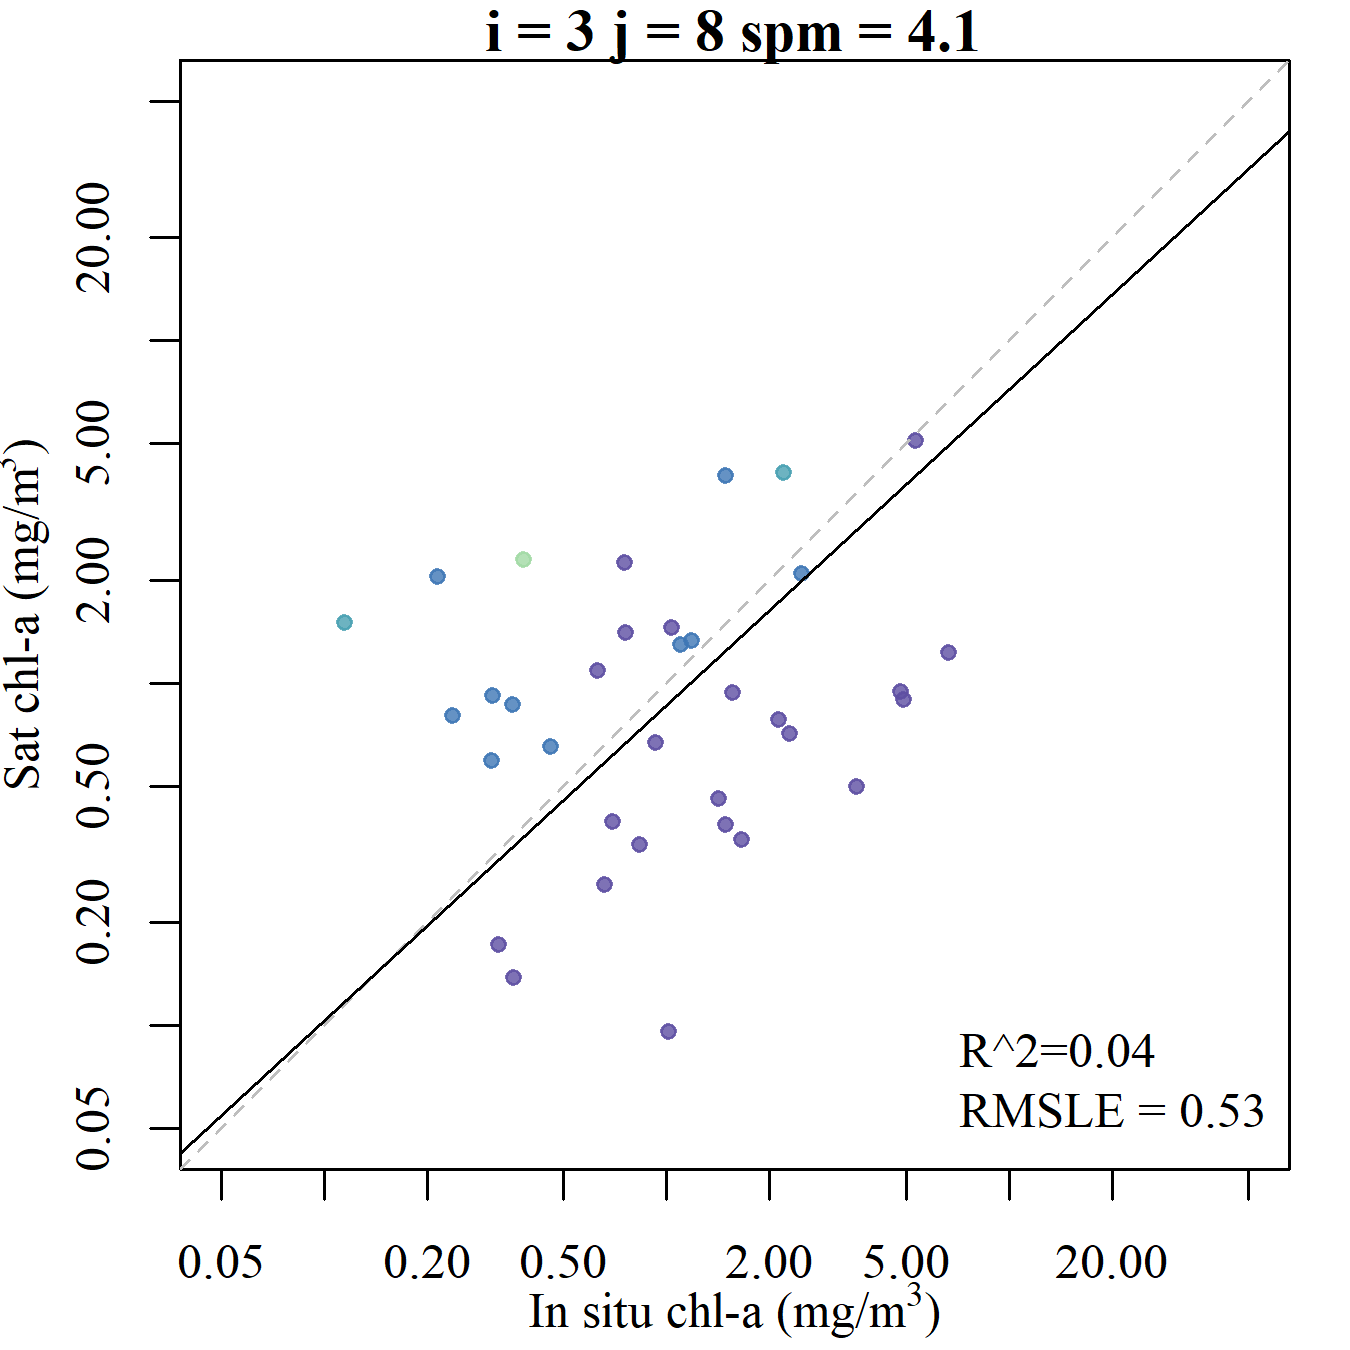 i = 3 j = 8 spm = 4.1
Sat chl-a (mg/m³)
20.00
5.00
2.00
0.50
0.20
0.05
R^2=0.04
RMSLE = 0.53
0.05 0.20 0.50 2.00 5.00 20.00
In situ chl-a (mg/m³)